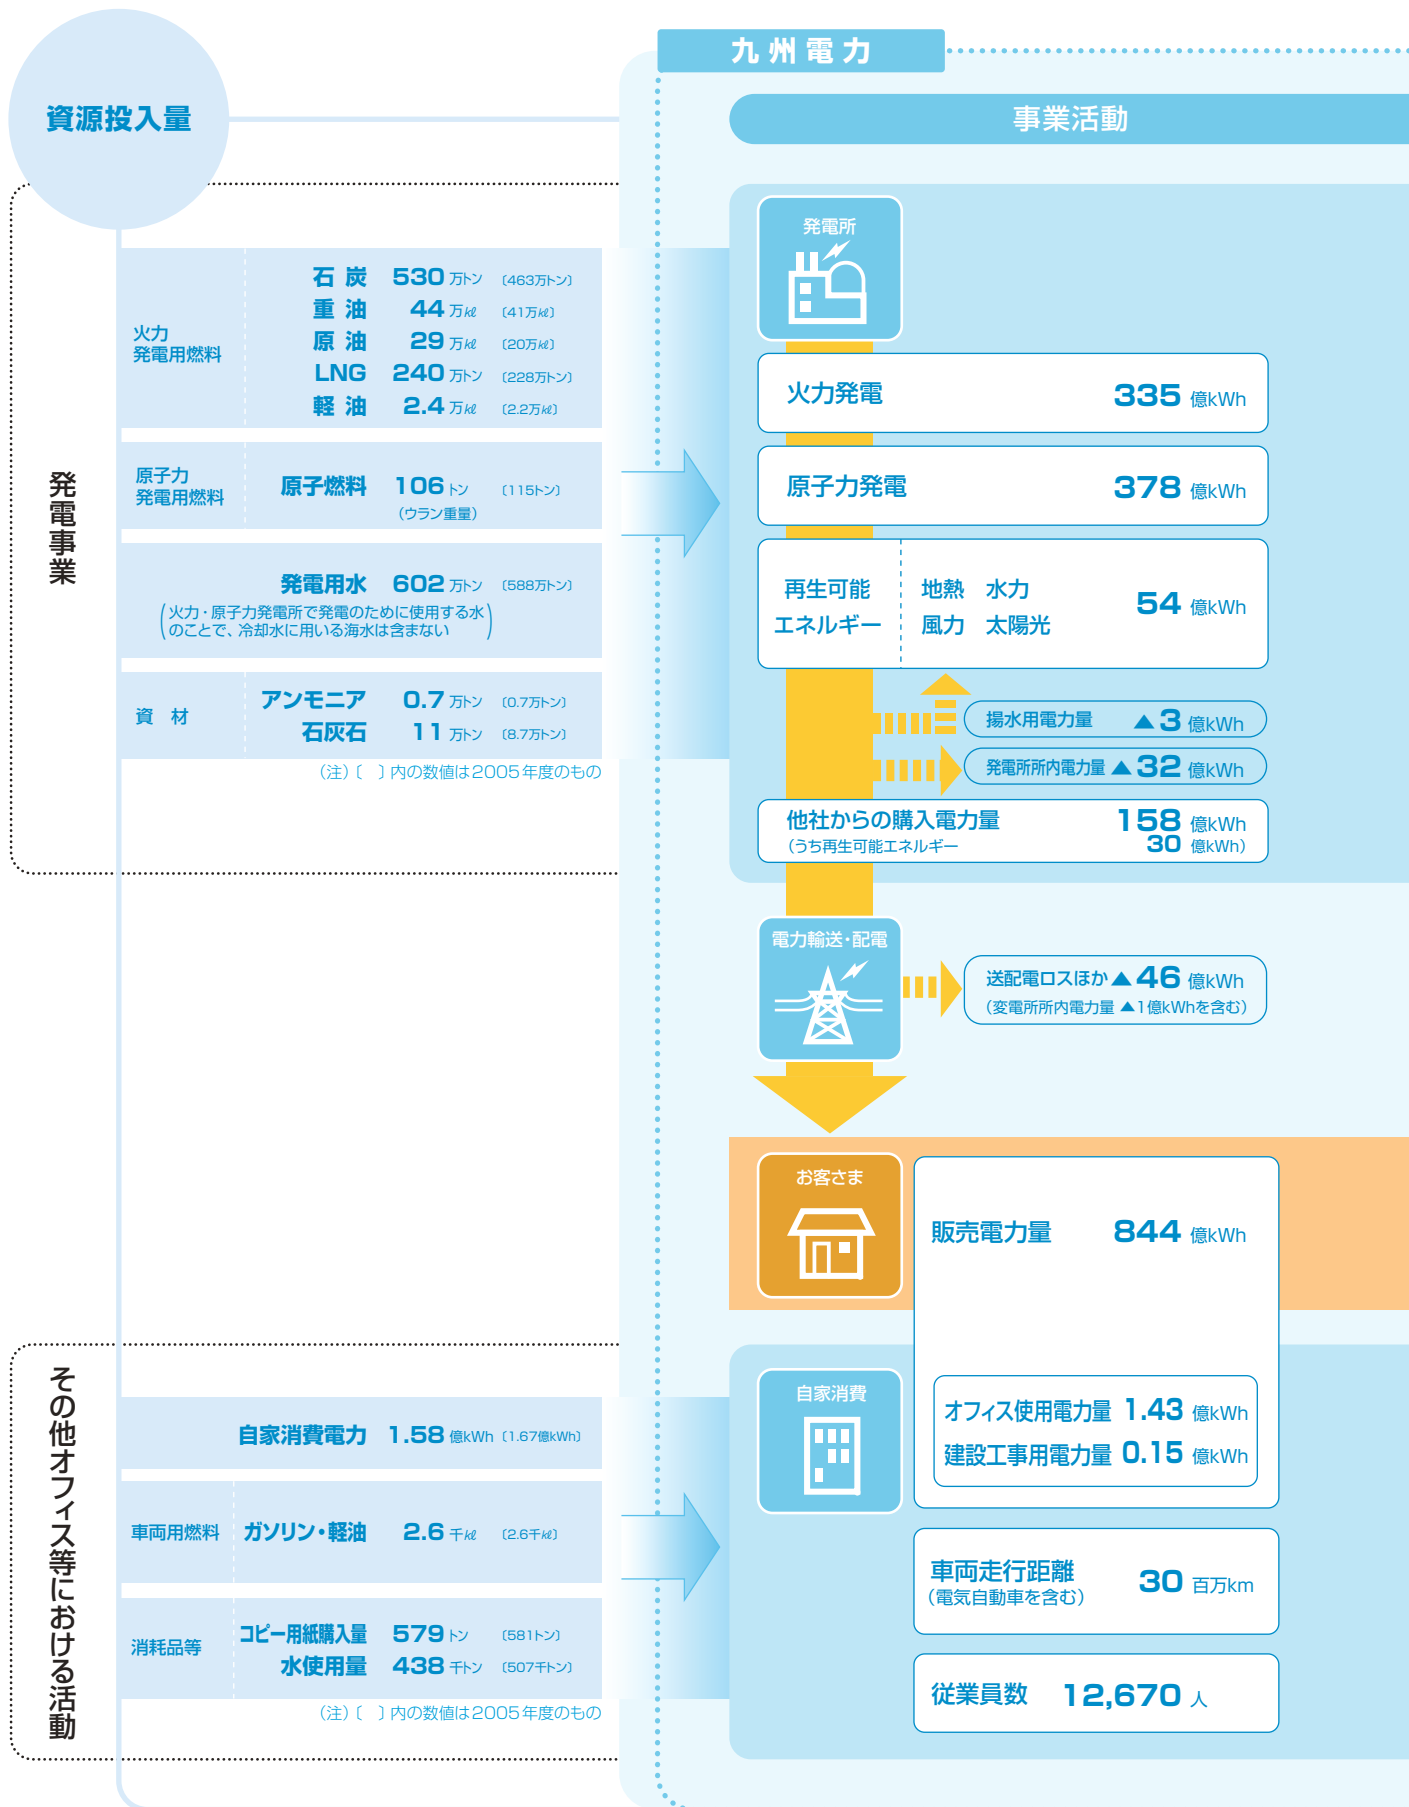 九州電力
資源投入量
事業活動
発電事業
火力
発電用燃料
石炭 530 万トン 〔463万トン〕
重油 44 万㎘ 〔41万㎘〕
原油 29 万㎘ 〔20万㎘〕
LNG 240 万トン 〔228万トン〕
軽油 2.4 万㎘ 〔2.2万㎘〕
原子力
発電用燃料
原子燃料 106 トン 〔115トン〕
（ウラン重量）
発電用水 602 万トン 〔588万トン〕
（火力・原子力発電所で発電のために使用する水
のことで、冷却水に用いる海水は含まない）
資材
アンモニア 0.7 万トン 〔0.7万トン〕
石灰石 11 万トン 〔8.7万トン〕
（注）〔　〕内の数値は2005年度のもの
発電所
火力発電 335 億kWh
原子力発電 378 億kWh
再生可能
エネルギー
地熱 水力
風力 太陽光
54 億kWh
揚水用電力量 ▲3 億kWh
発電所所内電力量 ▲32 億kWh
他社からの購入電力量 158 億kWh
（うち再生可能エネルギー 30 億kWh）
電力輸送・配電
送配電ロスほか ▲46 億kWh
（変電所所内電力量 ▲1億kWhを含む）
お客さま
販売電力量 844 億kWh
その他オフィス等における活動
自家消費電力 1.58 億kWh 〔1.67億kWh〕
車両用燃料
ガソリン・軽油 2.6 千㎘ 〔2.6千㎘〕
消耗品等
コピー用紙購入量 579 トン 〔581トン〕
水使用量 438 千トン 〔507千トン〕
（注）〔　〕内の数値は2005年度のもの
自家消費
オフィス使用電力量 1.43 億kWh
建設工事用電力量 0.15 億kWh
車両走行距離 30 百万km
（電気自動車を含む）
従業員数 12,670 人